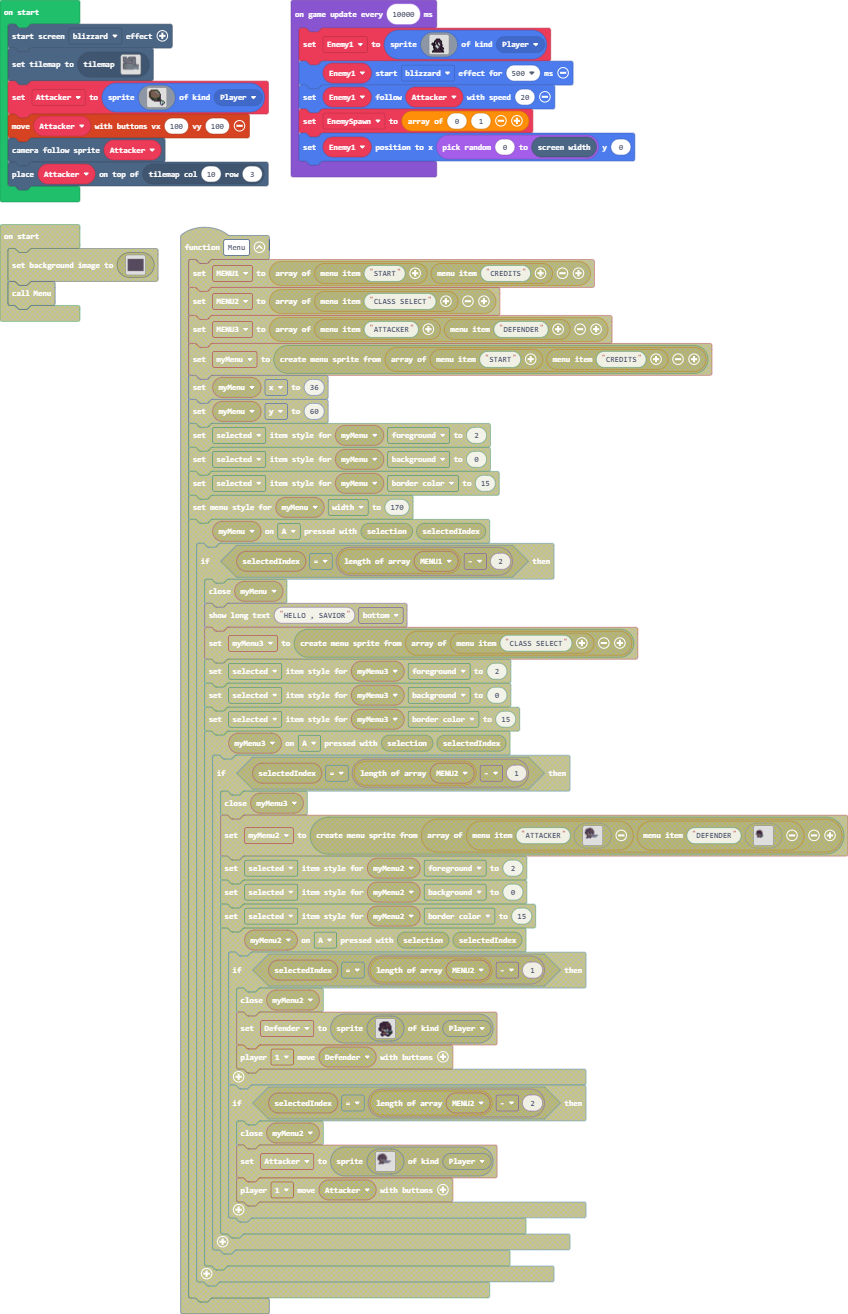 on start
start screen blizzard effect
set tilemap to tilemap
set Attacker to sprite of kind Player
move Attacker with buttons vx 100 vy 100
camera follow sprite Attacker
place Attacker on top of tilemap col 10 row 3
on game update every 10000 ms
set Enemy1 to sprite of kind Player
Enemy1 start blizzard effect for 500 ms
set Enemy1 follow Attacker with speed 20
set EnemySpawn to array of 0 1
set Enemy1 position to x pick random 0 to screen width y 0
on start
set background image to
call Menu
function Menu
set MENU1 to array of menu item "START" menu item "CREDITS"
set MENU2 to array of menu item "CLASS SELECT"
set MENU3 to array of menu item "ATTACKER" menu item "DEFENDER"
set myMenu to create menu sprite from array of menu item "START" menu item "CREDITS"
set myMenu x to 36
set myMenu y to 60
set selected item style for myMenu foreground to 2
set selected item style for myMenu background to 0
set selected item style for myMenu border color to 15
set menu style for myMenu width to 170
myMenu on A pressed with selection selectedIndex
if selectedIndex = length of array MENU1 - 2 then
close myMenu
show long text "HELLO , SAVIOR" bottom
set myMenu3 to create menu sprite from array of menu item "CLASS SELECT"
set selected item style for myMenu3 foreground to 2
set selected item style for myMenu3 background to 0
set selected item style for myMenu3 border color to 15
myMenu3 on A pressed with selection selectedIndex
if selectedIndex = length of array MENU2 - 1 then
close myMenu3
set myMenu2 to create menu sprite from array of menu item "ATTACKER" menu item "DEFENDER"
set selected item style for myMenu2 foreground to 2
set selected item style for myMenu2 background to 0
set selected item style for myMenu2 border color to 15
myMenu2 on A pressed with selection selectedIndex
if selectedIndex = length of array MENU2 - 1 then
close myMenu2
set Defender to sprite of kind Player
player 1 move Defender with buttons
if selectedIndex = length of array MENU2 - 2 then
close myMenu2
set Attacker to sprite of kind Player
player 1 move Attacker with buttons